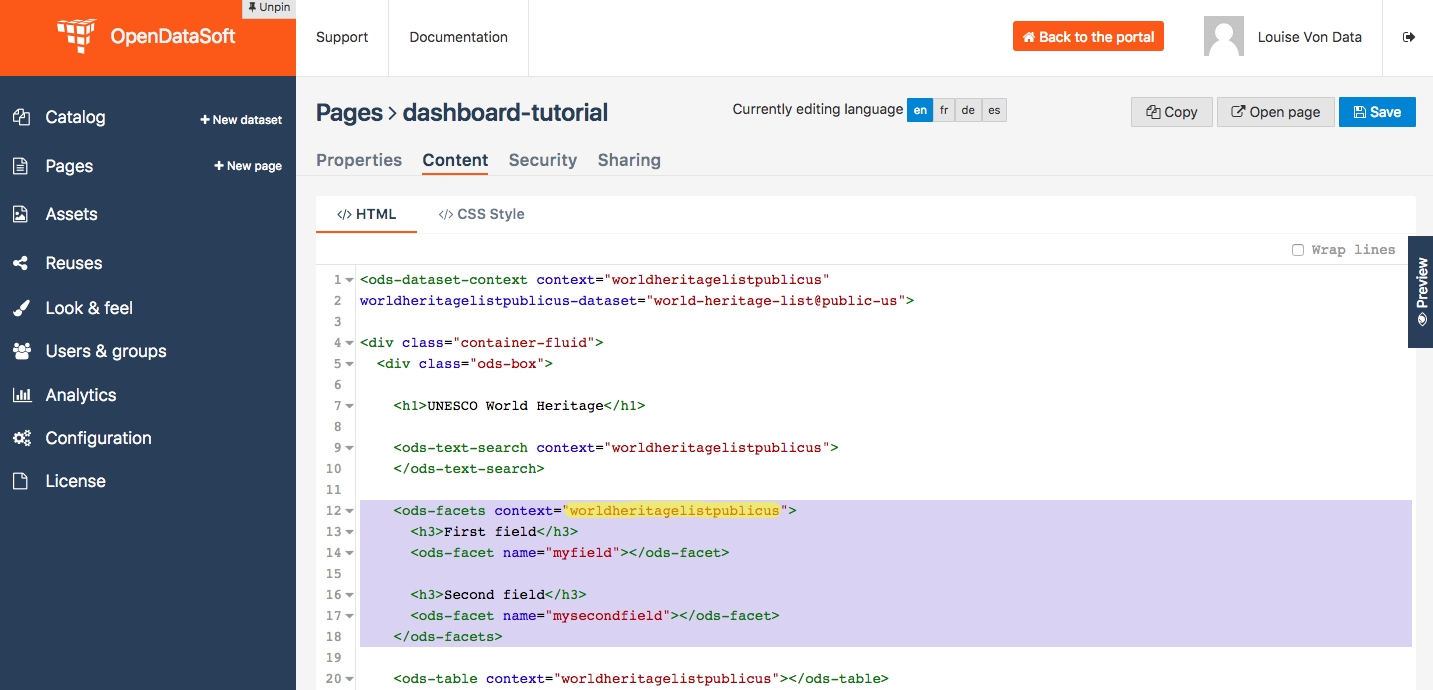 Unpin
OpenDataSoft
Support
Documentation
Back to the portal
Louise Von Data
Catalog
+ New dataset
Pages
+ New page
Assets
Reuses
Look & feel
Users & groups
Analytics
Configuration
License
Pages > dashboard-tutorial
Currently editing language en fr de es
Copy
Open page
Save
Properties Content Security Sharing
</> HTML </> CSS Style
Wrap lines
Preview
1 <ods-dataset-context context="worldheritagelistpublicus"
2 worldheritagelistpublicus-dataset="world-heritage-list@public-us">
3
4 <div class="container-fluid">
5 <div class="ods-box">
6
7 <h1>UNESCO World Heritage</h1>
8
9 <ods-text-search context="worldheritagelistpublicus">
10 </ods-text-search>
11
12 <ods-facets context="worldheritagelistpublicus">
13 <h3>First field</h3>
14 <ods-facet name="myfield"></ods-facet>
15
16 <h3>Second field</h3>
17 <ods-facet name="mysecondfield"></ods-facet>
18 </ods-facets>
19
20 <ods-table context="worldheritagelistpublicus"></ods-table>